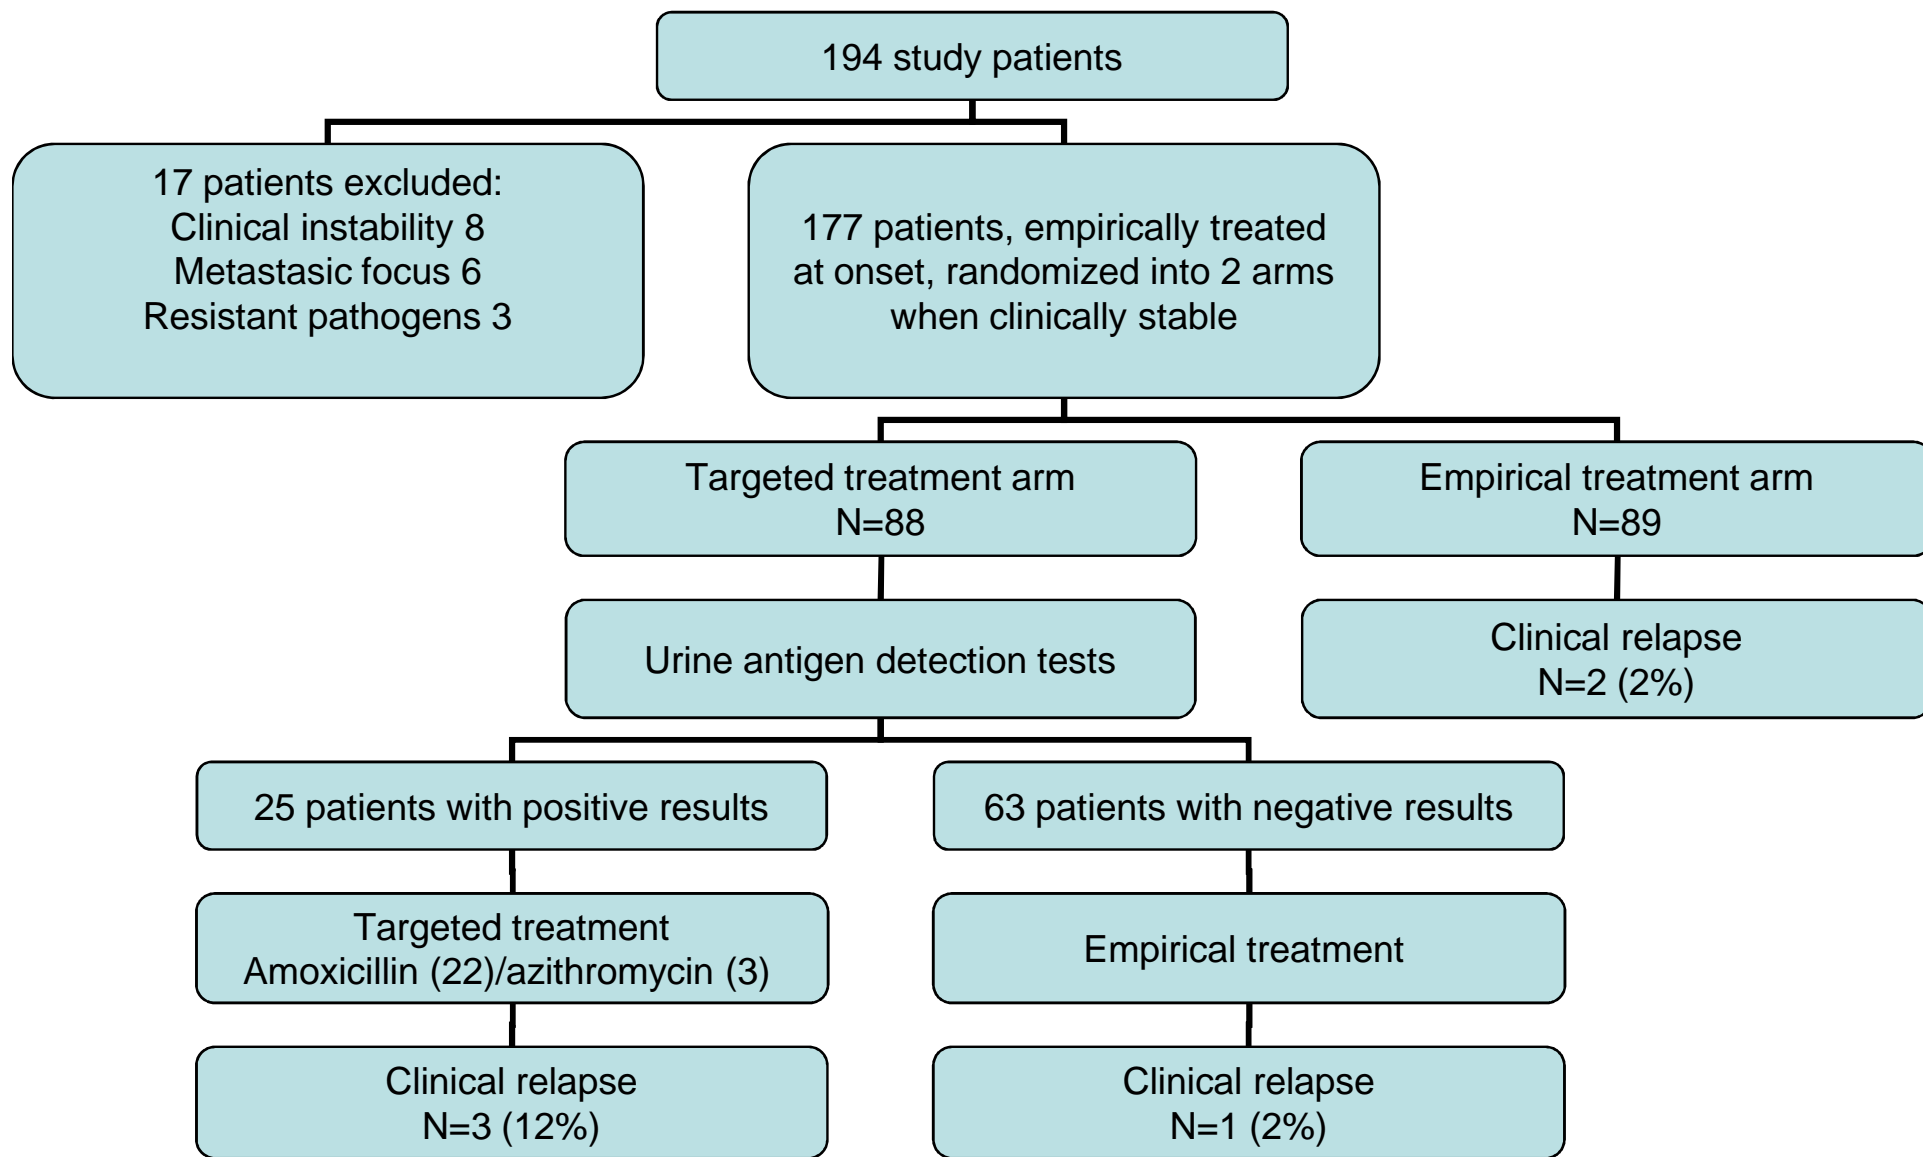 194 study patients
17 patients excluded:
Clinical instability 8
Metastasic focus 6
Resistant pathogens 3
177 patients, empirically treated
at onset, randomized into 2 arms
when clinically stable
Targeted treatment arm
N=88
Empirical treatment arm
N=89
Urine antigen detection tests
Clinical relapse
N=2 (2%)
25 patients with positive results
63 patients with negative results
Targeted treatment
Amoxicillin (22)/azithromycin (3)
Empirical treatment
Clinical relapse
N=3 (12%)
Clinical relapse
N=1 (2%)